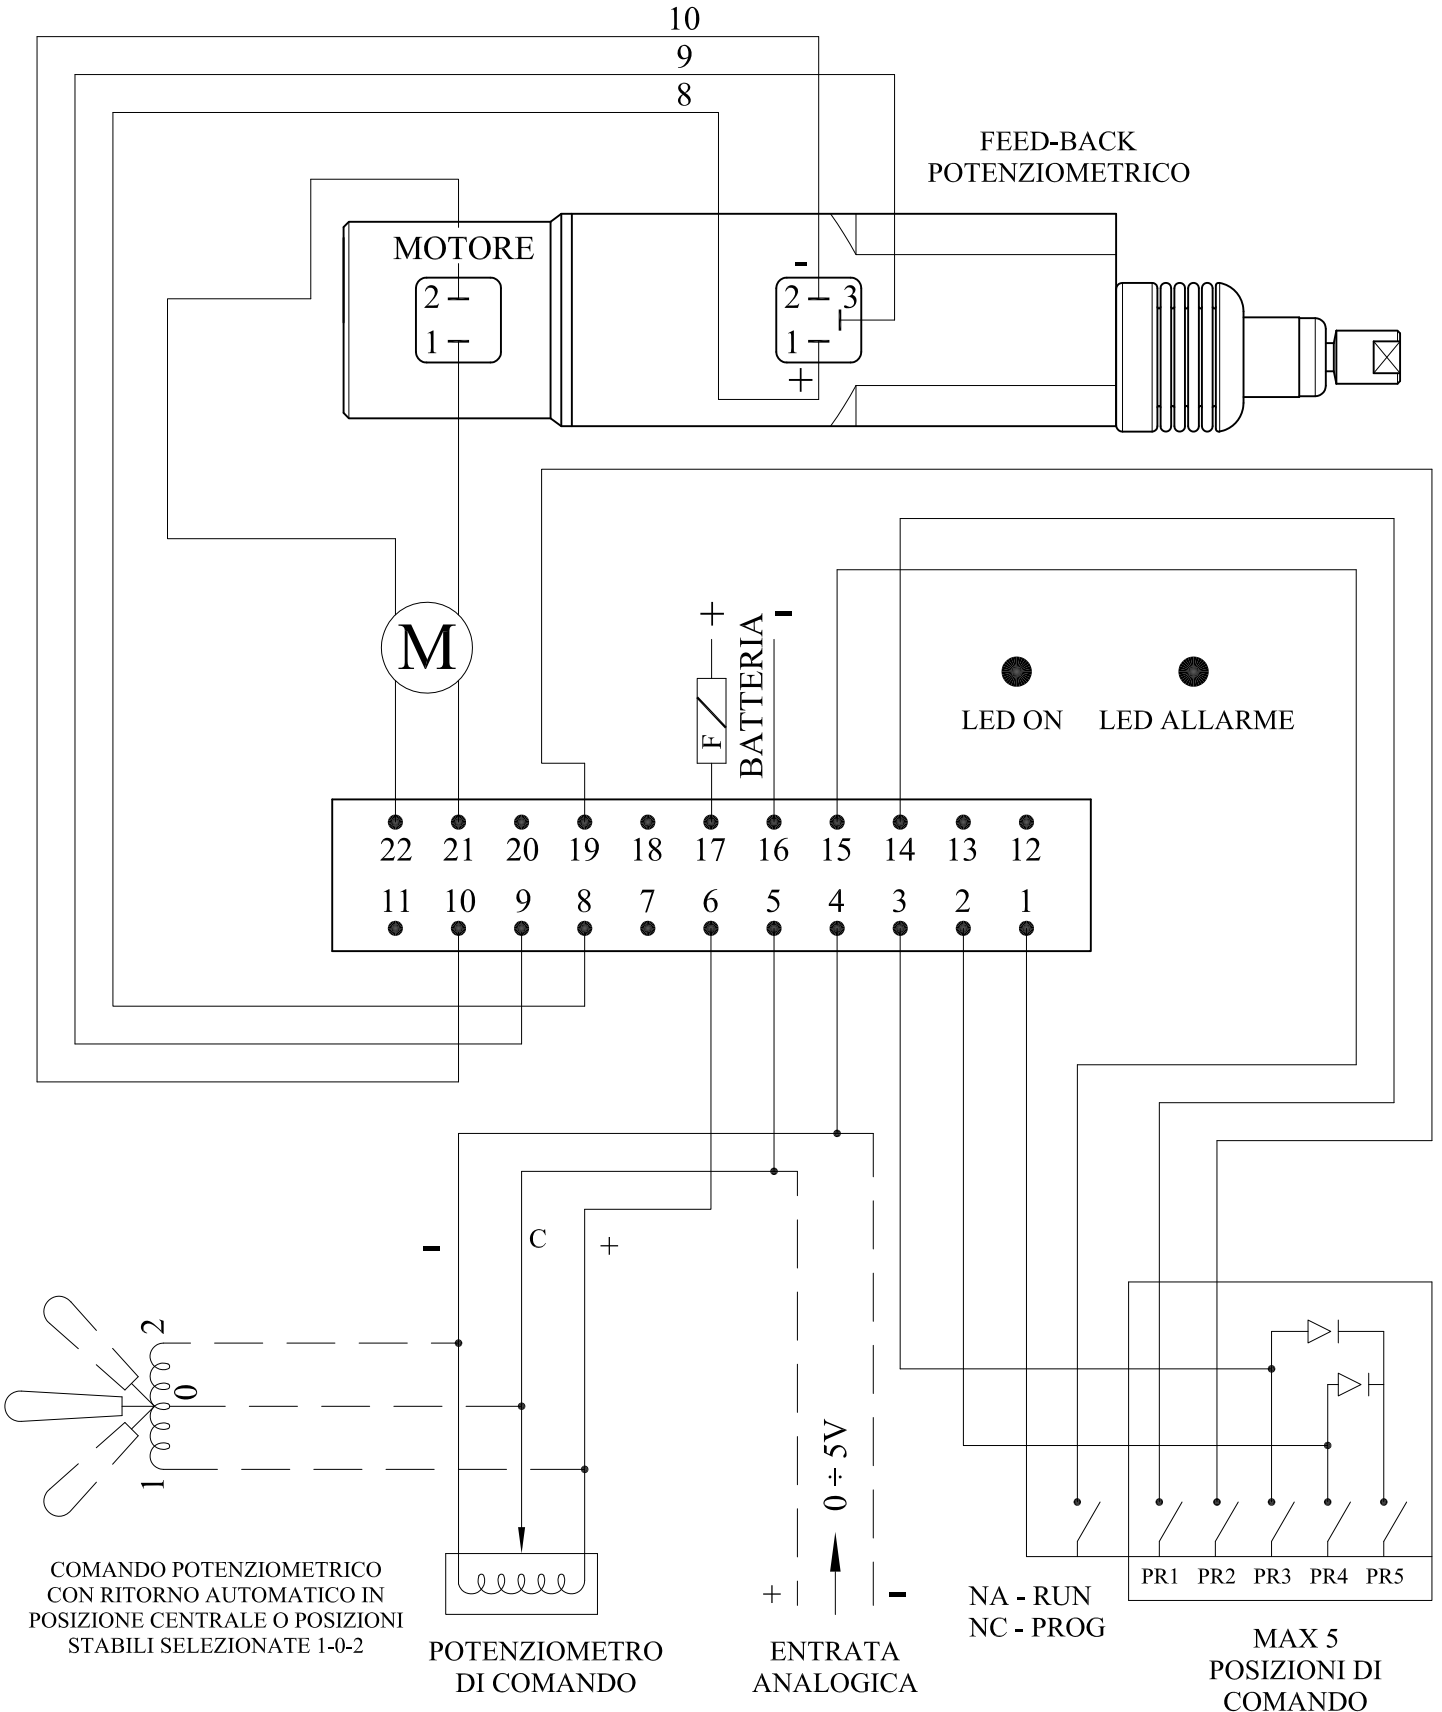 10
9
8
FEED-BACK
POTENZIOMETRICO
MOTORE
2
1
-
2 3
1
+
M
+ -
F
BATTERIA
LED ON LED ALLARME
22 21 20 19 18 17 16 15 14 13 12
11 10 9 8 7 6 5 4 3 2 1
- C +
2
0
1
0 ÷ 5V
+ -
COMANDO POTENZIOMETRICO
CON RITORNO AUTOMATICO IN
POSIZIONE CENTRALE O POSIZIONI
STABILI SELEZIONATE 1-0-2
POTENZIOMETRO
DI COMANDO
ENTRATA
ANALOGICA
NA - RUN
NC - PROG
PR1 PR2 PR3 PR4 PR5
MAX 5
POSIZIONI DI
COMANDO